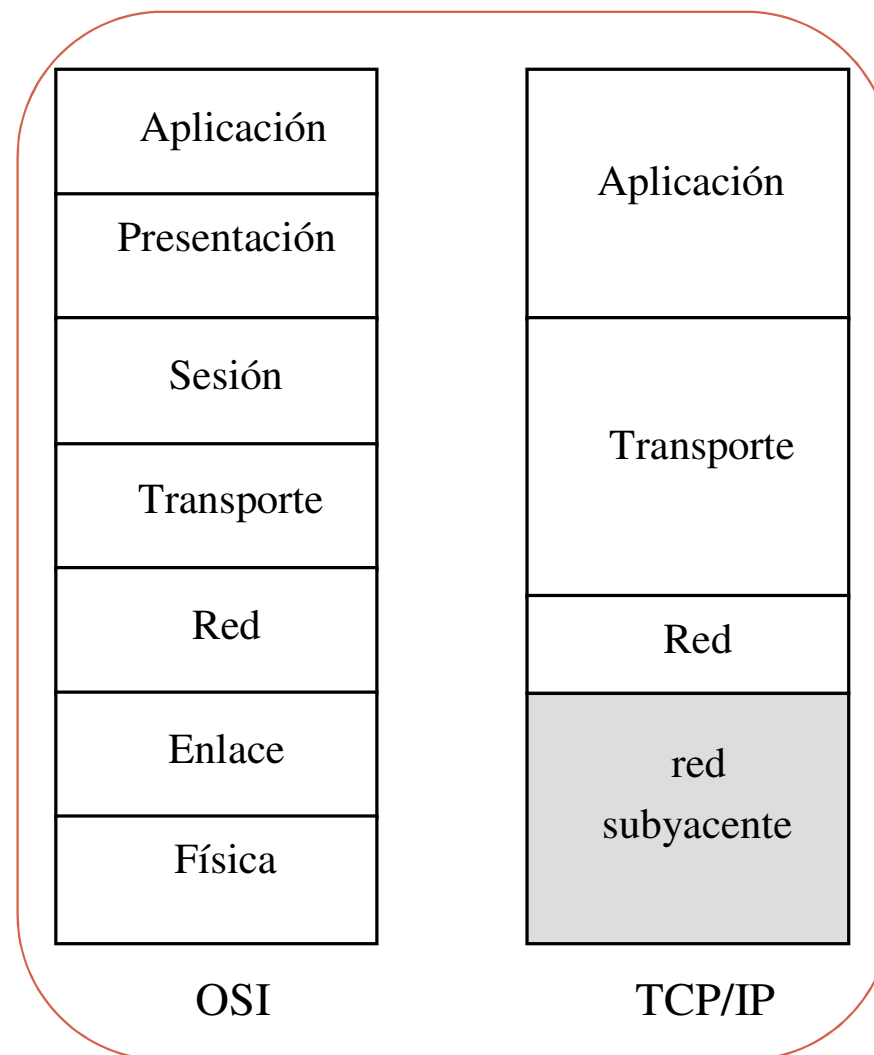 Aplicación
Presentación
Sesión
Transporte
Red
Enlace
Física
OSI
Aplicación
Transporte
Red
red
subyacente
TCP/IP